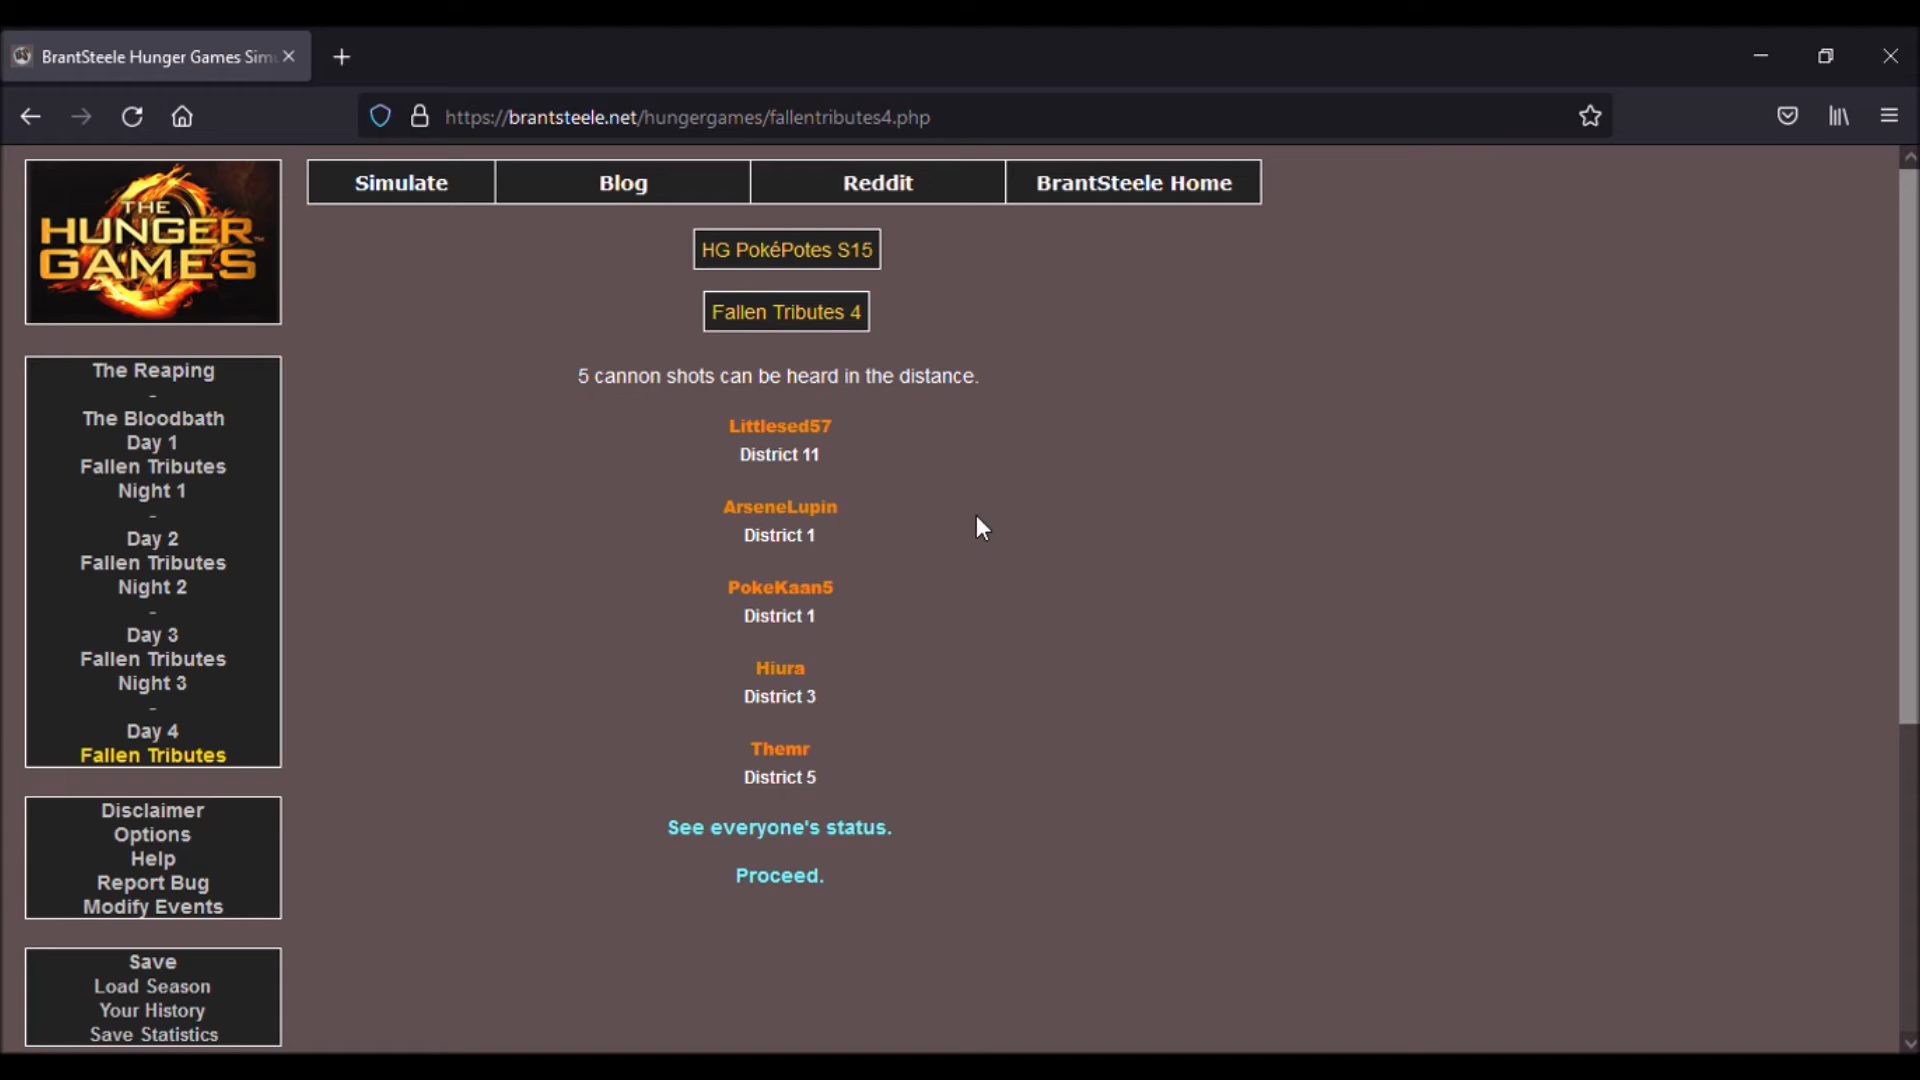 BrantSteele Hunger Games Sim
https://brantsteele.net/hungergames/fallentributes4.php
THE
HUNGER
GAMES
Simulate
Blog
Reddit
BrantSteele Home
HG PokéPotes S15
Fallen Tributes 4
5 cannon shots can be heard in the distance.
Littlesed57
District 11
ArseneLupin
District 1
PokeKaan5
District 1
Hiura
District 3
Themr
District 5
See everyone's status.
Proceed.
The Reaping
-
The Bloodbath
Day 1
Fallen Tributes
Night 1
-
Day 2
Fallen Tributes
Night 2
-
Day 3
Fallen Tributes
Night 3
-
Day 4
Fallen Tributes
Disclaimer
Options
Help
Report Bug
Modify Events
Save
Load Season
Your History
Save Statistics